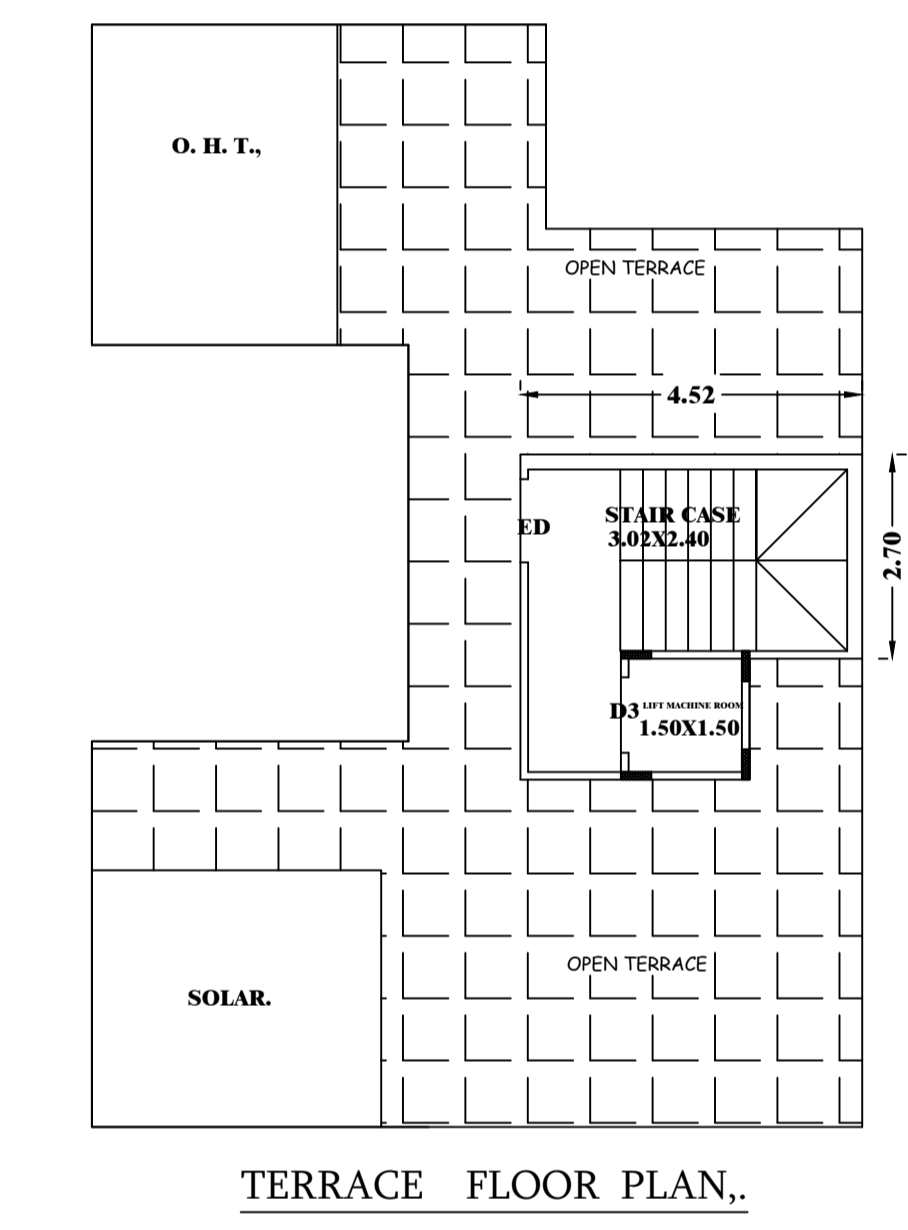 O. H. T.,
OPEN TERRACE
4.52
ED
STAIR CASE
3.02X2.40
2.70
D3
LIFT MACHINE ROOM
1.50X1.50
OPEN TERRACE
SOLAR.
TERRACE FLOOR PLAN,.